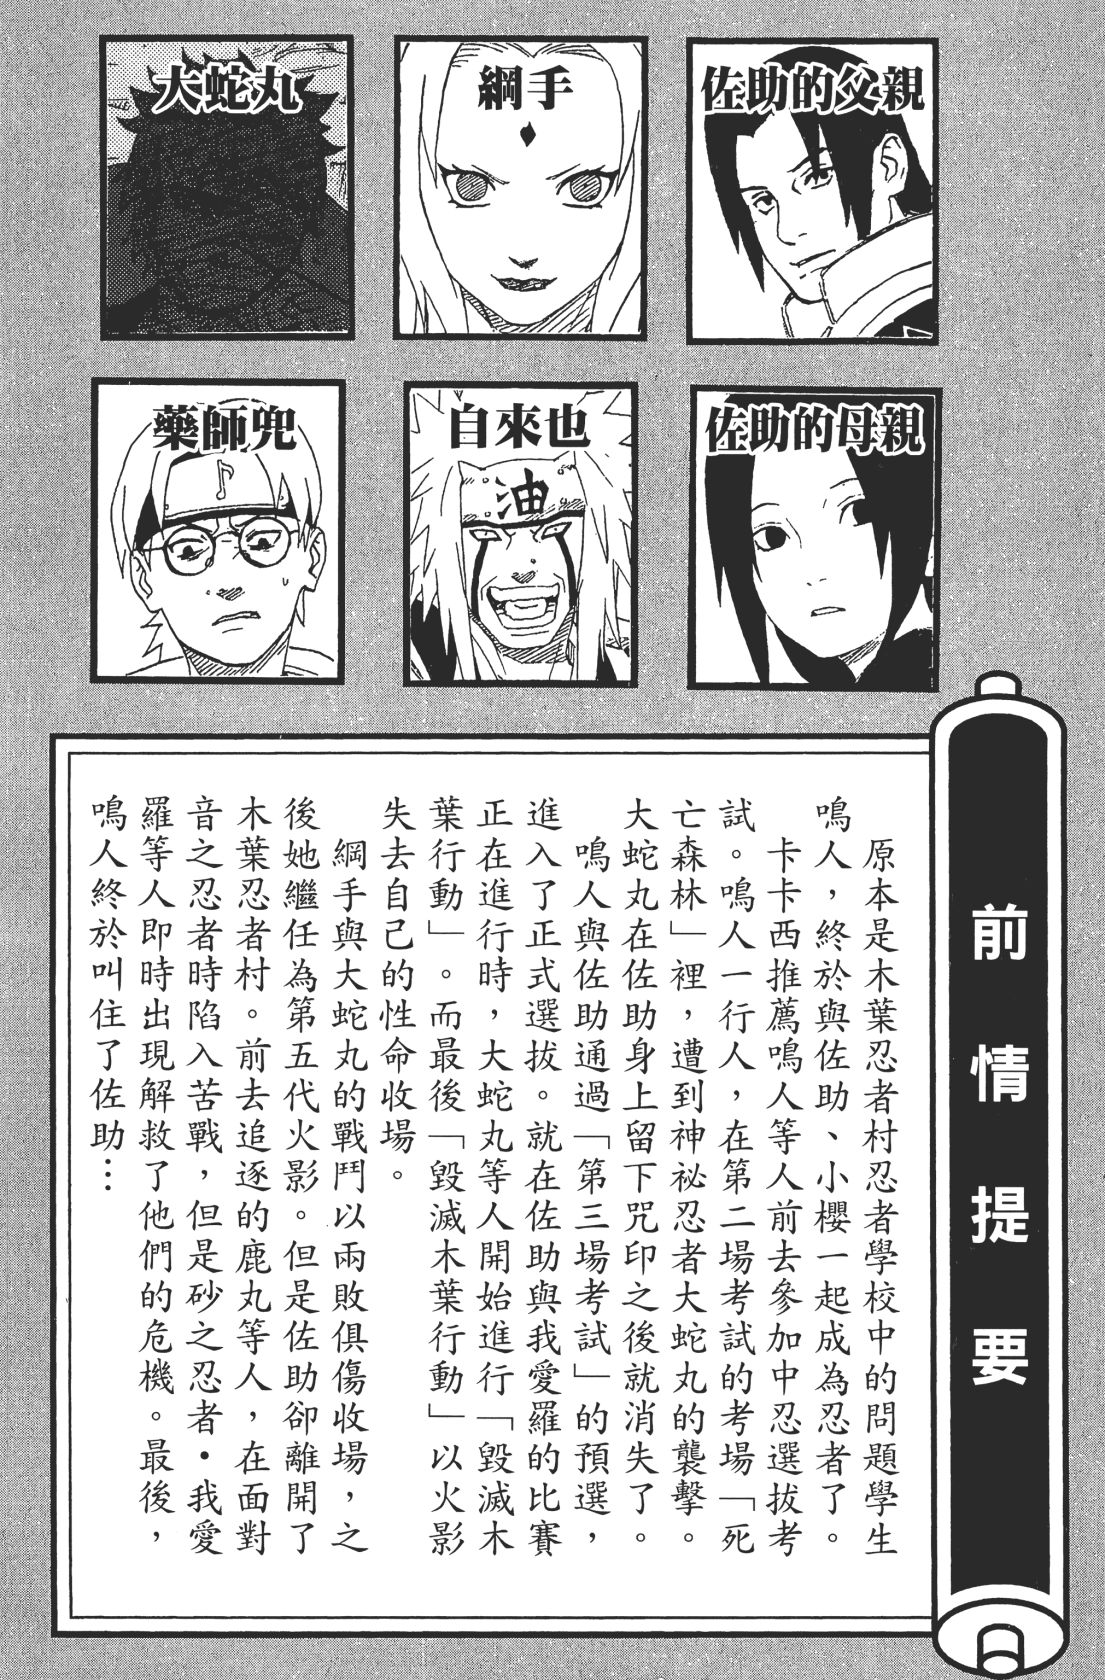 佐助的父親
綱手
大蛇丸
佐助的母親
自來也
油
藥師兜
前情提要
原本是木葉忍者村忍者學校中的問題學生
鳴人，終於與佐助、小櫻一起成為忍者了。
卡卡西推薦鳴人等人前去參加中忍選拔考
試。鳴人一行人，在第二場考試的考場「死
亡森林」裡，遭到神祕忍者大蛇丸的襲擊。
大蛇丸在佐助身上留下咒印之後就消失了。
鳴人與佐助通過「第三場考試」的預選，
進入了正式選拔。就在佐助與我愛羅的比賽
正在進行時，大蛇丸等人開始進行「毀滅木
葉行動」。而最後「毀滅木葉行動」以火影
失去自己的性命收場。
綱手與大蛇丸的戰鬥以兩敗俱傷收場，之
後她繼任為第五代火影。但是佐助卻離開了
木葉忍者村。前去追逐的鹿丸等人，在面對
音之忍者時陷入苦戰，但是砂之忍者・我愛
羅等人即時出現解救了他們的危機。最後，
鳴人終於叫住了佐助…